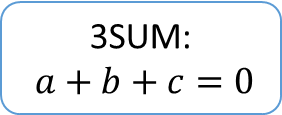 3SUM:
a + b + c = 0